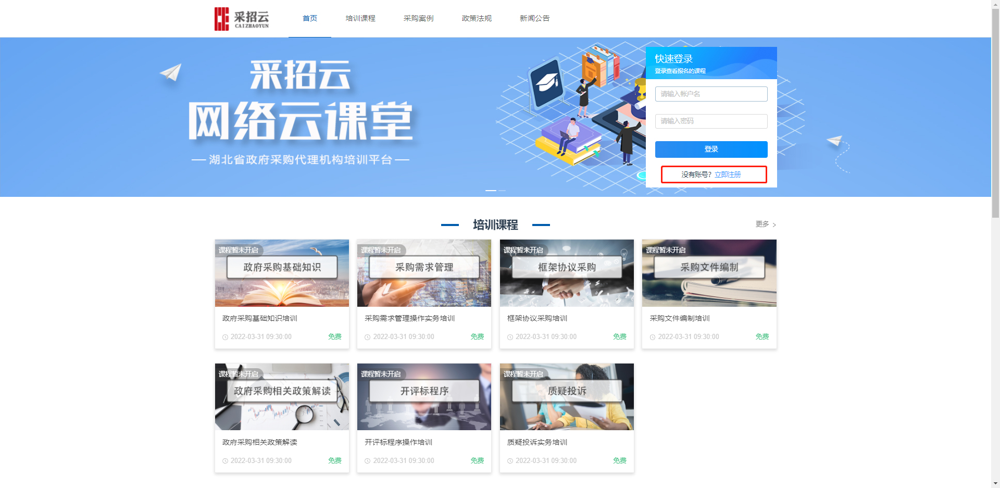 采招云
CAIZHAOYUN
首页
培训课程
采购案例
政策法规
新闻公告
采招云
网络云课堂
湖北省政府采购代理机构培训平台
快速登录
登录查看报名的课程
请输入帐户名
请输入密码
登录
没有账号？立即注册
培训课程
更多 >
课程暂未开启
政府采购基础知识
政府采购基础知识培训
2022-03-31 09:30:00
免费
课程暂未开启
采购需求管理
采购需求管理操作实务培训
2022-03-31 09:30:00
免费
课程暂未开启
框架协议采购
框架协议采购培训
2022-03-31 09:30:00
免费
课程暂未开启
采购文件编制
采购文件编制培训
2022-03-31 09:30:00
免费
课程暂未开启
政府采购相关政策解读
政府采购相关政策解读
2022-03-31 09:30:00
免费
课程暂未开启
开评标程序
开评标程序操作培训
2022-03-31 09:30:00
免费
课程暂未开启
质疑投诉
质疑投诉实务培训
2022-03-31 09:30:00
免费